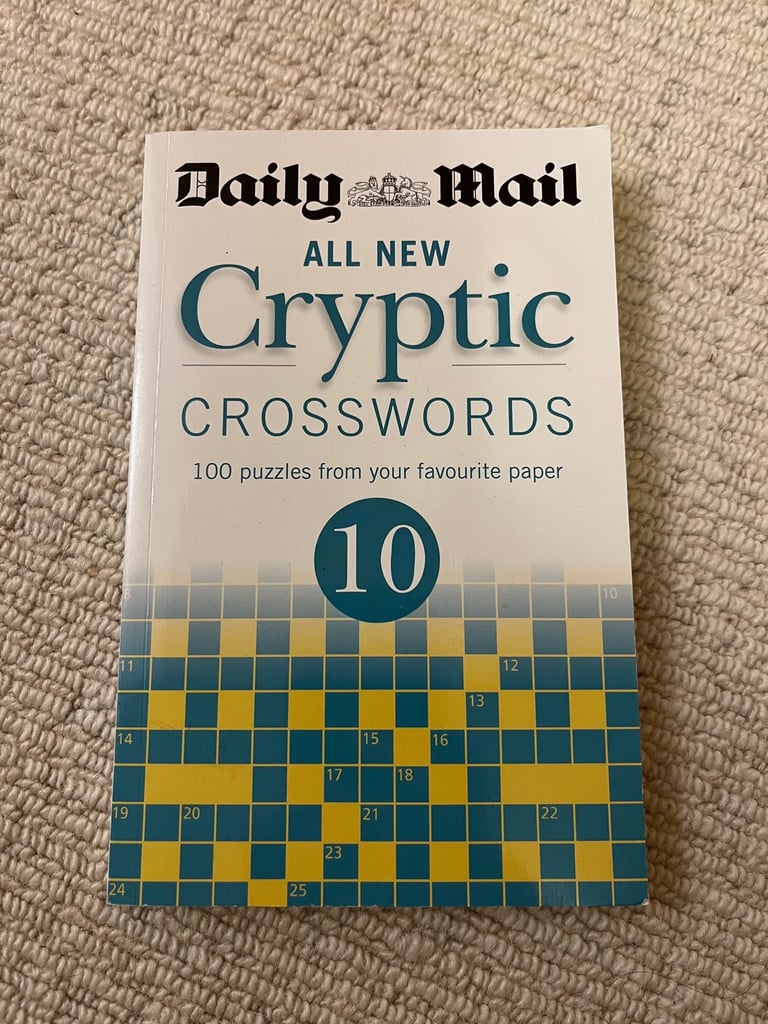 Daily Mail
ALL NEW
Cryptic
CROSSWORDS
100 puzzles from your favourite paper
10
8 10
11 12
13
14 15 16
17 18
19 20 21 22
23
24 25